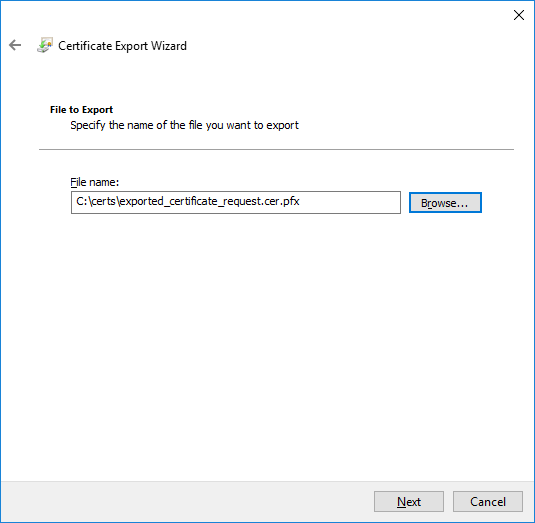 Certificate Export Wizard
File to Export
Specify the name of the file you want to export
File name:
C:\certs\exported_certificate_request.cer.pfx
Browse...
Next
Cancel